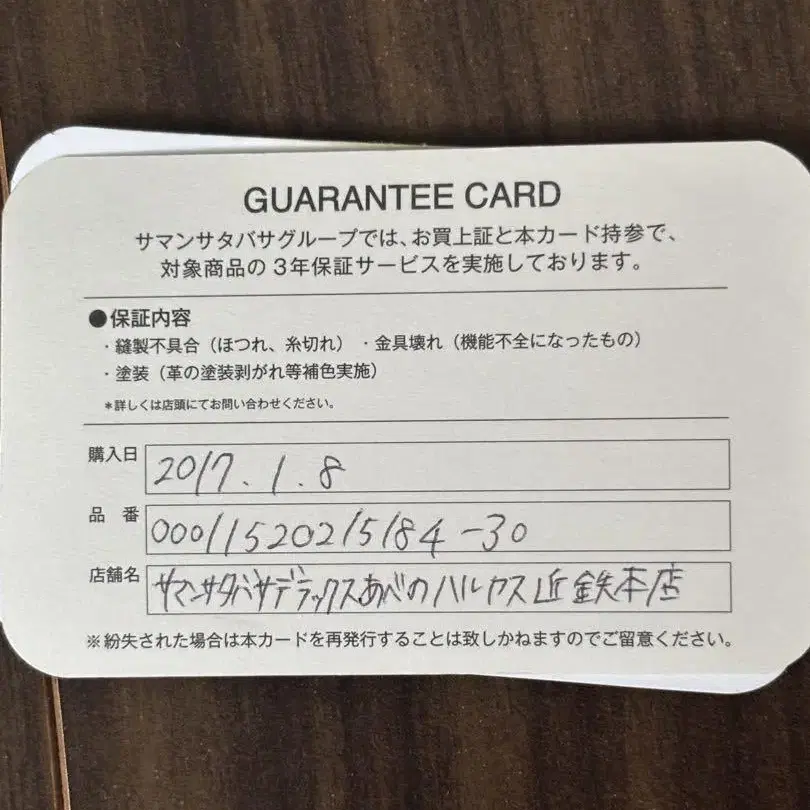 GUARANTEE CARD
サマンサタバサグループでは、お買上証と本カード持参で、
対象商品の3年保証サービスを実施しております。
●保証内容
・縫製不具合（ほつれ、糸切れ）・金具壊れ（機能不全になったもの）
・塗装（革の塗装剥がれ等補色実施）
＊詳しくは店頭にてお問い合わせください。
購入日 2017.1.8
品番 00011520215184-30
店舗名 サマンサタバサデラックスあべのハルカス近鉄本店
※紛失された場合は本カードを再発行することは致しかねますのでご留意ください。